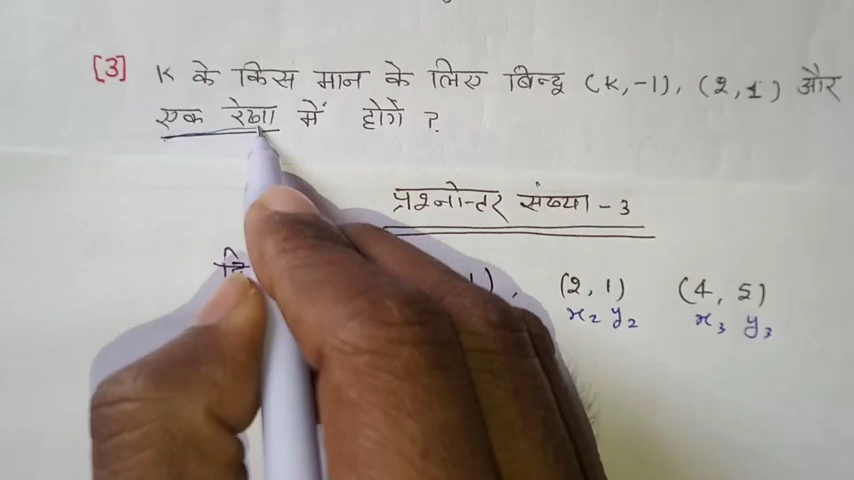 [3] K के किस मान के लिए बिन्दू (K,-1), (2,1) और
एक रेखा में होगें ?
प्रश्नोन्तर संख्या - 3
(2, 1) (4, 5)
x₂ y₂ x₃ y₃